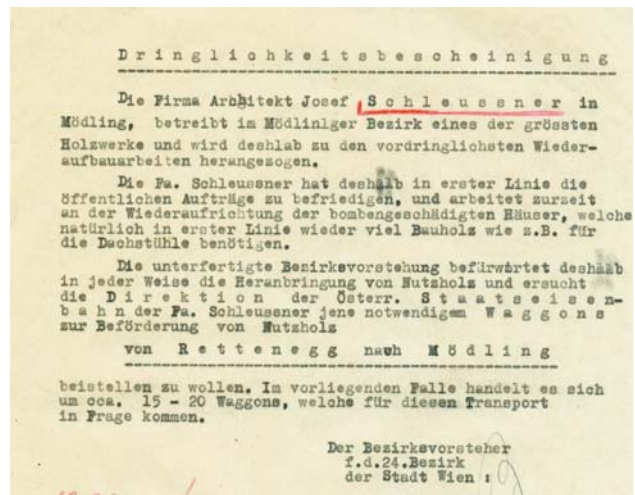 D r i n g l i c h k e i t s b e s c h e i n i g u n g
Die Firma Arbhitekt Josef S c h l e u s s n e r in
Mödling, betreibt im Mödlinlger Bezirk eines der grössten
Holzwerke und wird deshlab zu den vordringlichsten Wieder-
aufbauarbeiten herangezogen.
Die Fa. Schleussner hat deshalb in erster Linie die
öffentlichen Aufträge zu befriedigen, und arbeitet zurzeit
an der Wiederaufrichtung der bombengeschädigten Häuser, welche
natürlich in erster Linie wieder viel Bauholz wie z.B. für
die Dachstühle benötigen.
Die unterfertigte Bezirksvorstehung befürwortet deshalb
in jeder Weise die Heranbringung von Nutzholz und ersucht
die D i r e k t i o n der Österr. S t a a t s e i s e n-
b a h n der Fa. Schleussner jene notwendigen W a g g o n s
zur Beförderung von Nutzholz
von R e t t e n e g g nach M ö d l i n g
beistellen zu wollen. Im vorliegenden Falle handelt es sich
um cca. 15 - 20 Waggons, welche für diesen Transport
in Frage kommen.
Der Bezirksvorsteher
f.d.24.Bezirk
der Stadt Wien :